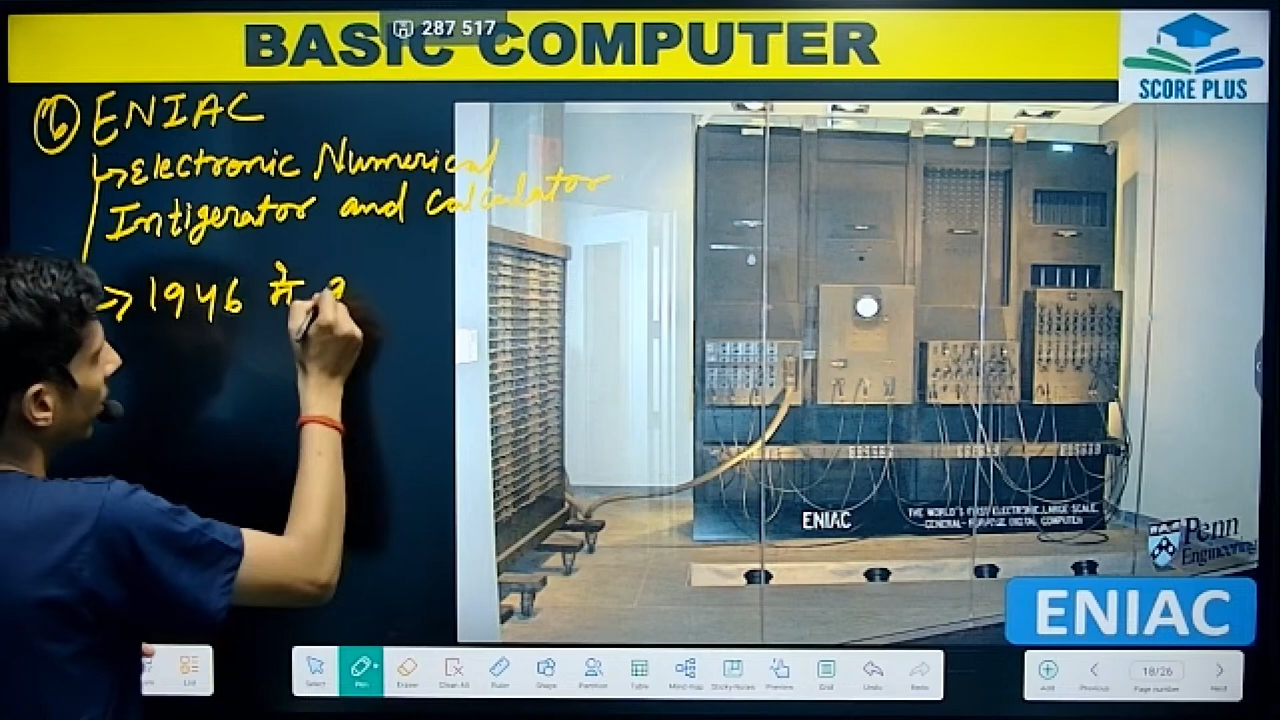 BASIC COMPUTER
287 517
SCORE PLUS
⑥ ENIAC
→ Electronic Numerical
Intigerator and Calculator
→ 1946 में
ENIAC
THE WORLD'S FIRST ELECTRONIC, LARGE SCALE,
GENERAL-PURPOSE DIGITAL COMPUTER
Penn
Engineering
ENIAC
List
Select
Pen
Eraser
Clean All
Ruler
Shape
Partition
Table
Mind map
Sticky Notes
Preview
Grid
Undo
Redo
Add
Previous
18/26
Page number
Next